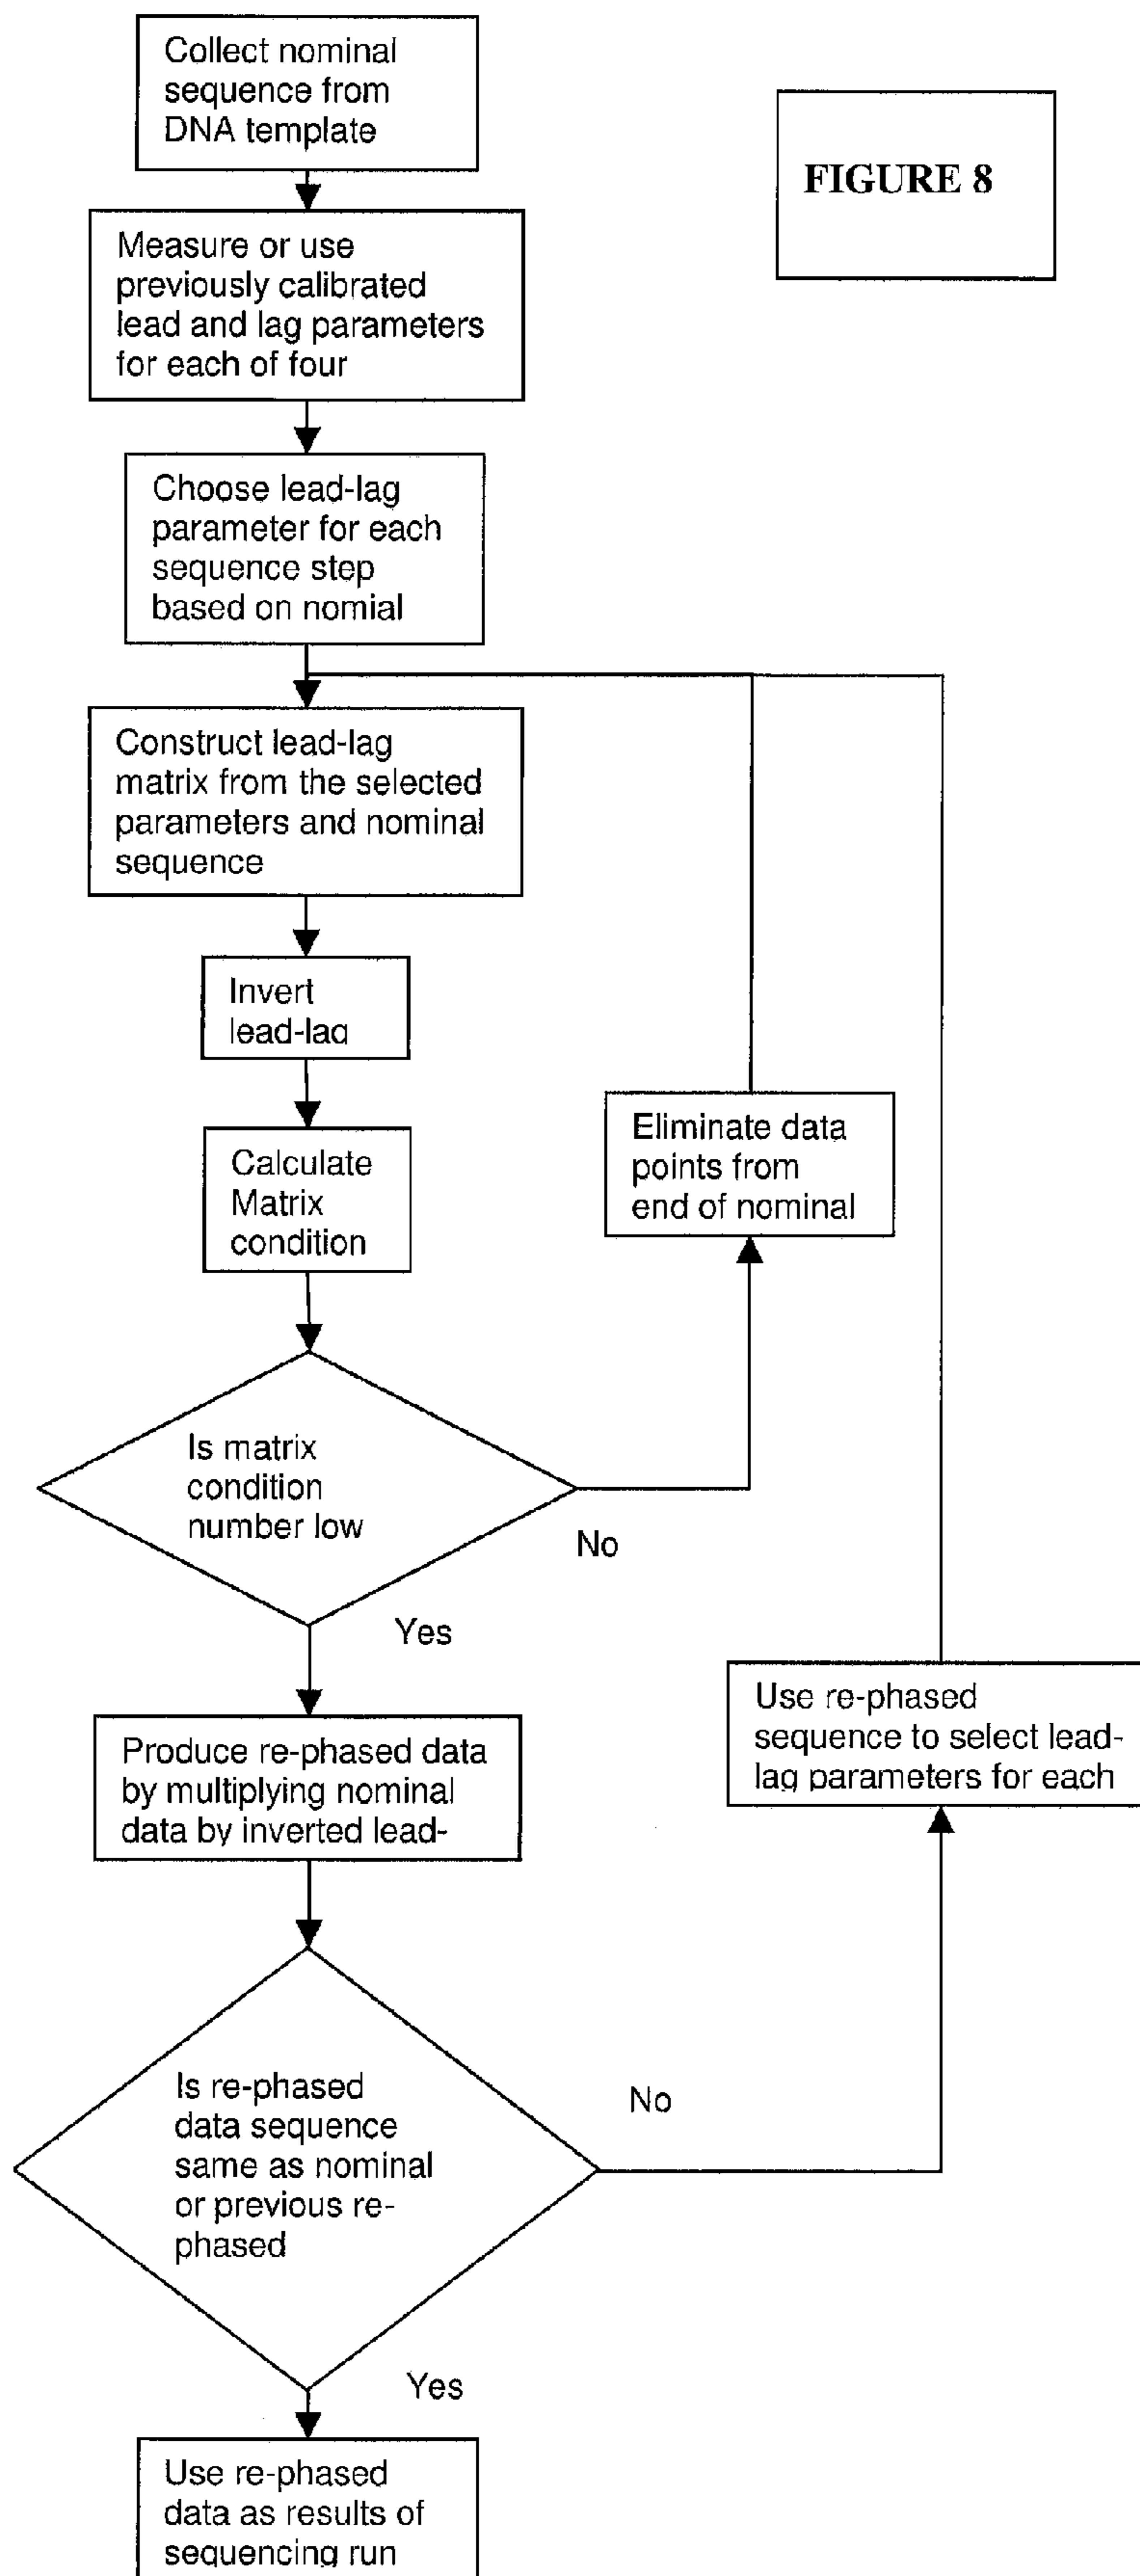 Collect nominal
sequence from
DNA template
FIGURE 8
Measure or use
previously calibrated
lead and lag parameters
for each of four
Choose lead-lag
parameter for each
sequence step
based on nomial
Construct lead-lag
matrix from the selected
parameters and nominal
sequence
Invert
lead-lag
Calculate
Matrix
condition
Eliminate data
points from
end of nominal
Is matrix
condition
number low
No
Yes
Produce re-phased data
by multiplying nominal
data by inverted lead-
Use re-phased
sequence to select lead-
lag parameters for each
Is re-phased
data sequence
same as nominal
or previous re-
phased
No
Yes
Use re-phased
data as results of
sequencing run